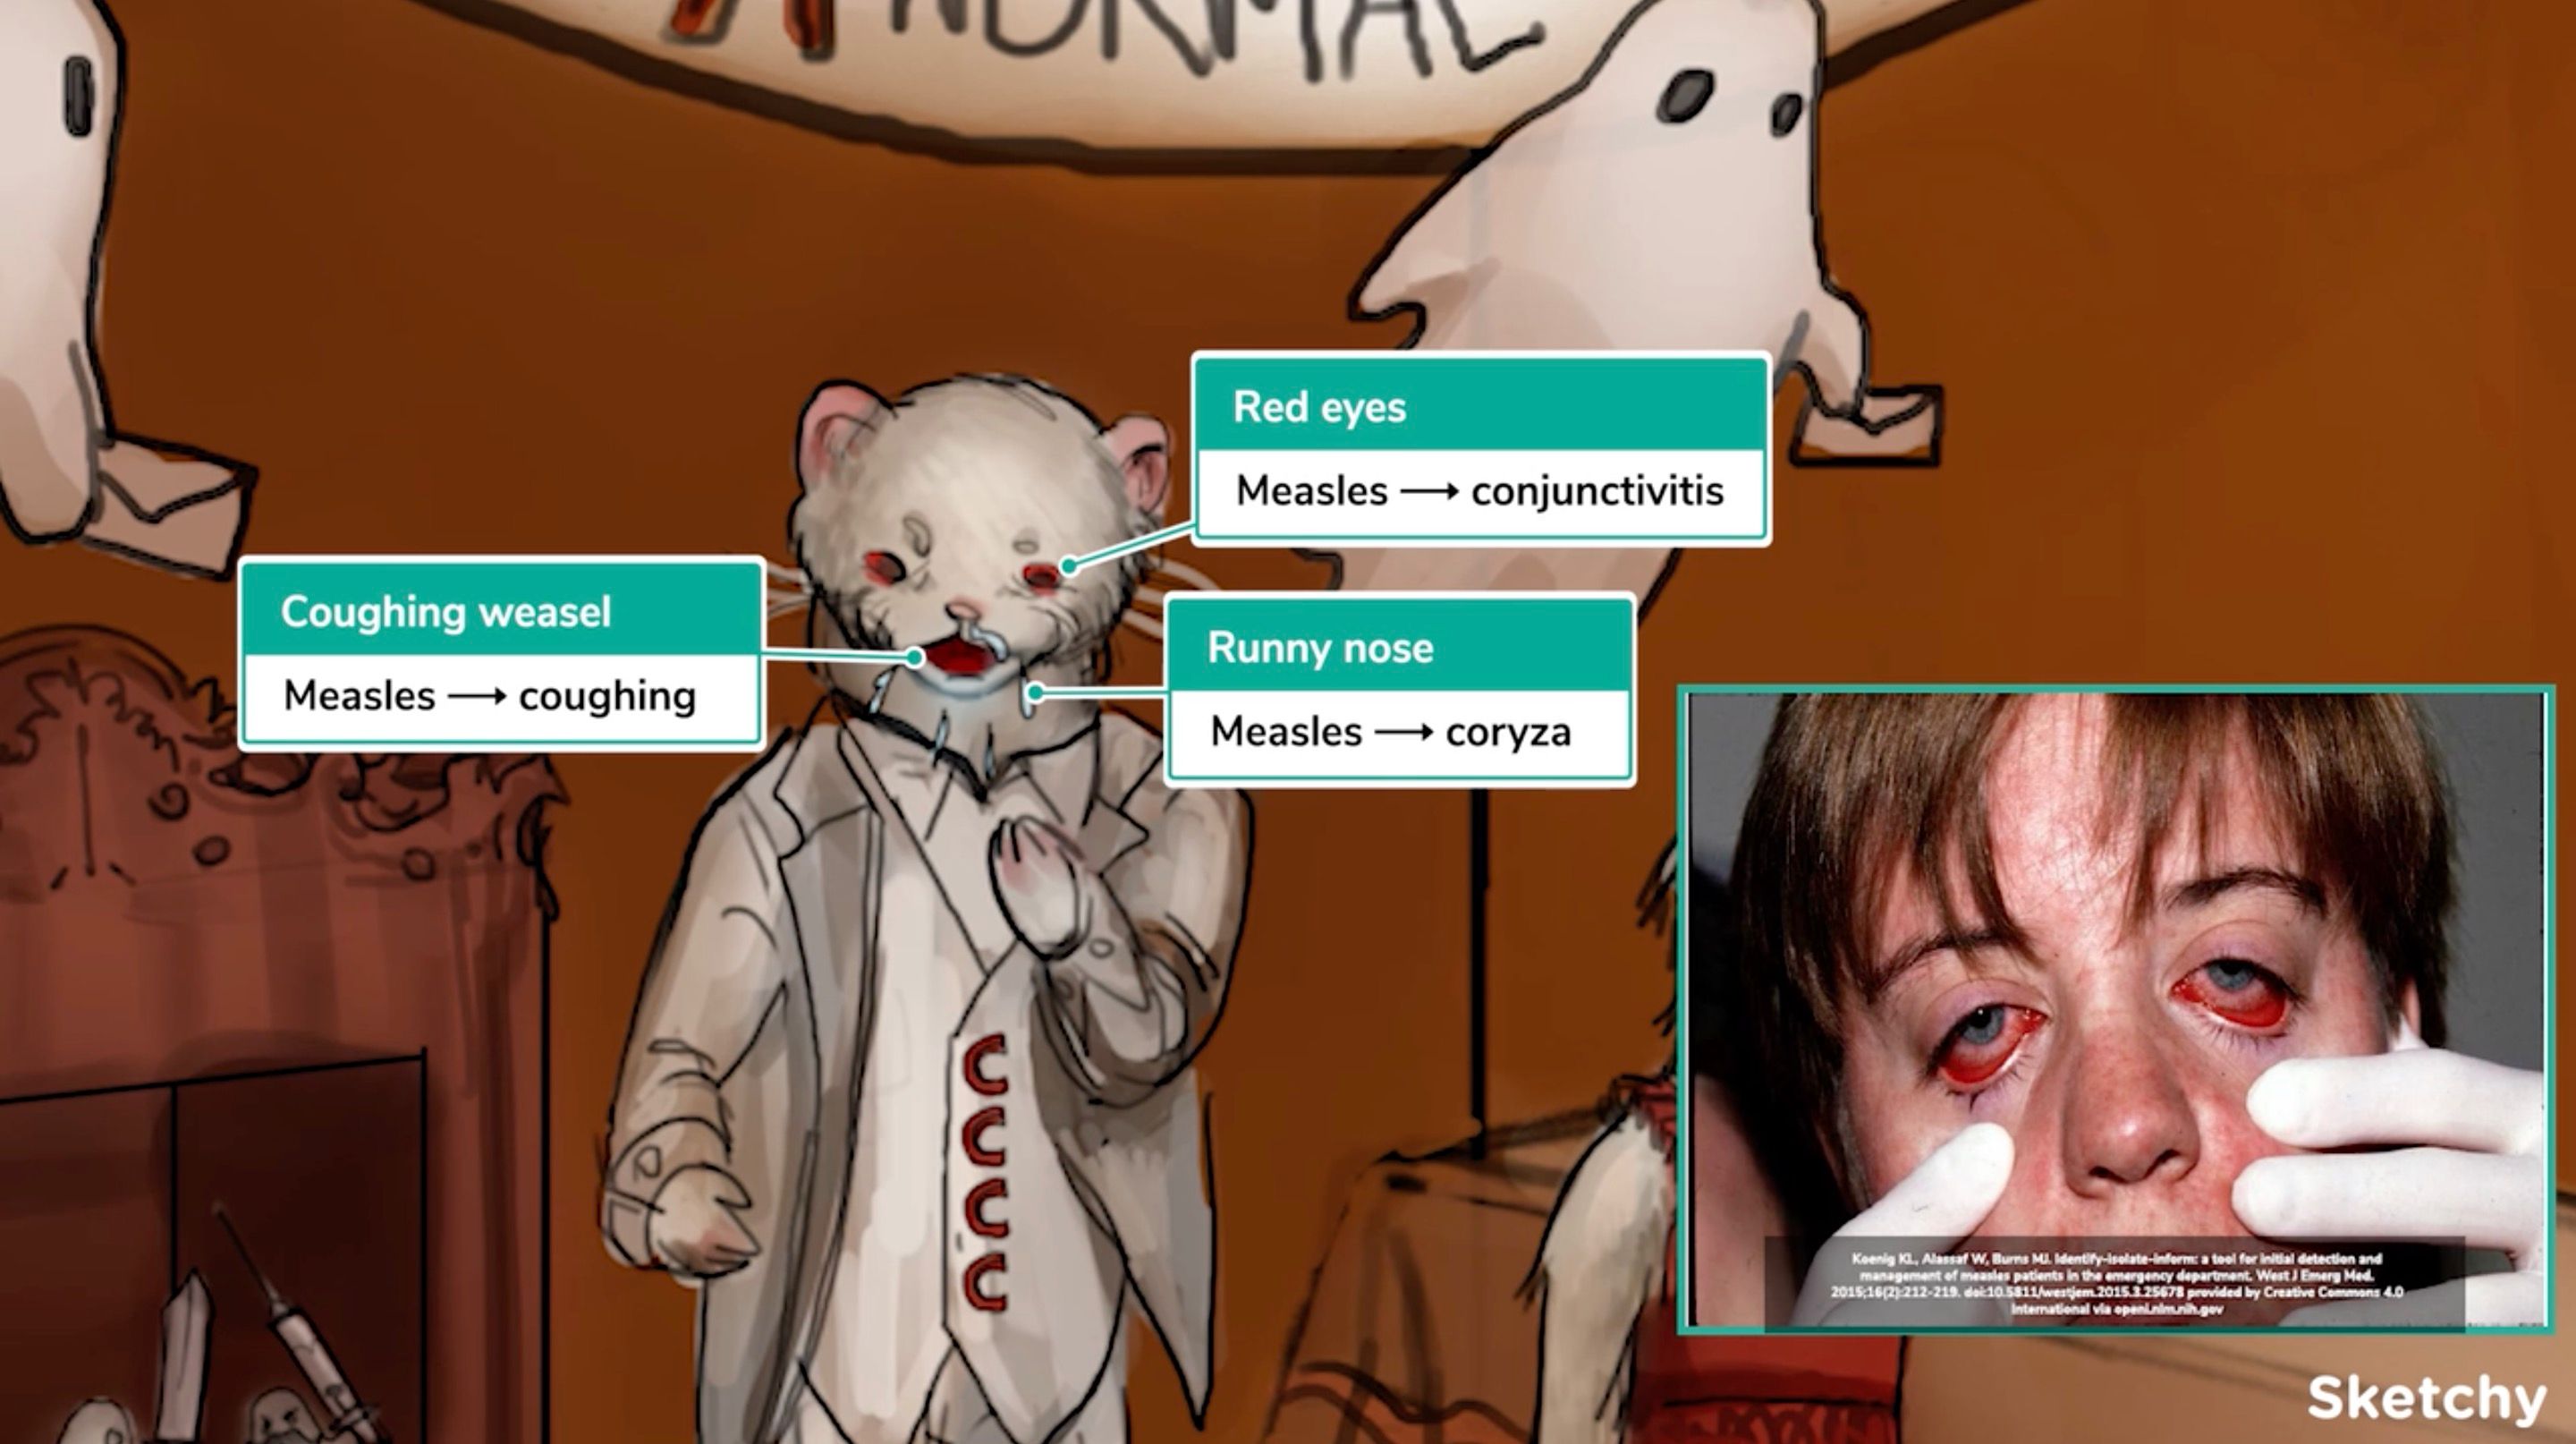 ANORMAL
Red eyes
Measles ⟶ conjunctivitis
Coughing weasel
Measles ⟶ coughing
Runny nose
Measles ⟶ coryza
C
C
C
C
Koenig KL, Alassaf W, Burns MJ. Identify-isolate-inform: a tool for initial detection and
management of measles patients in the emergency department. West J Emerg Med.
2015;16(2):212-219. doi:10.5811/westjem.2015.3.25678 provided by Creative Commons 4.0
International via openi.nlm.nih.gov
Sketchy